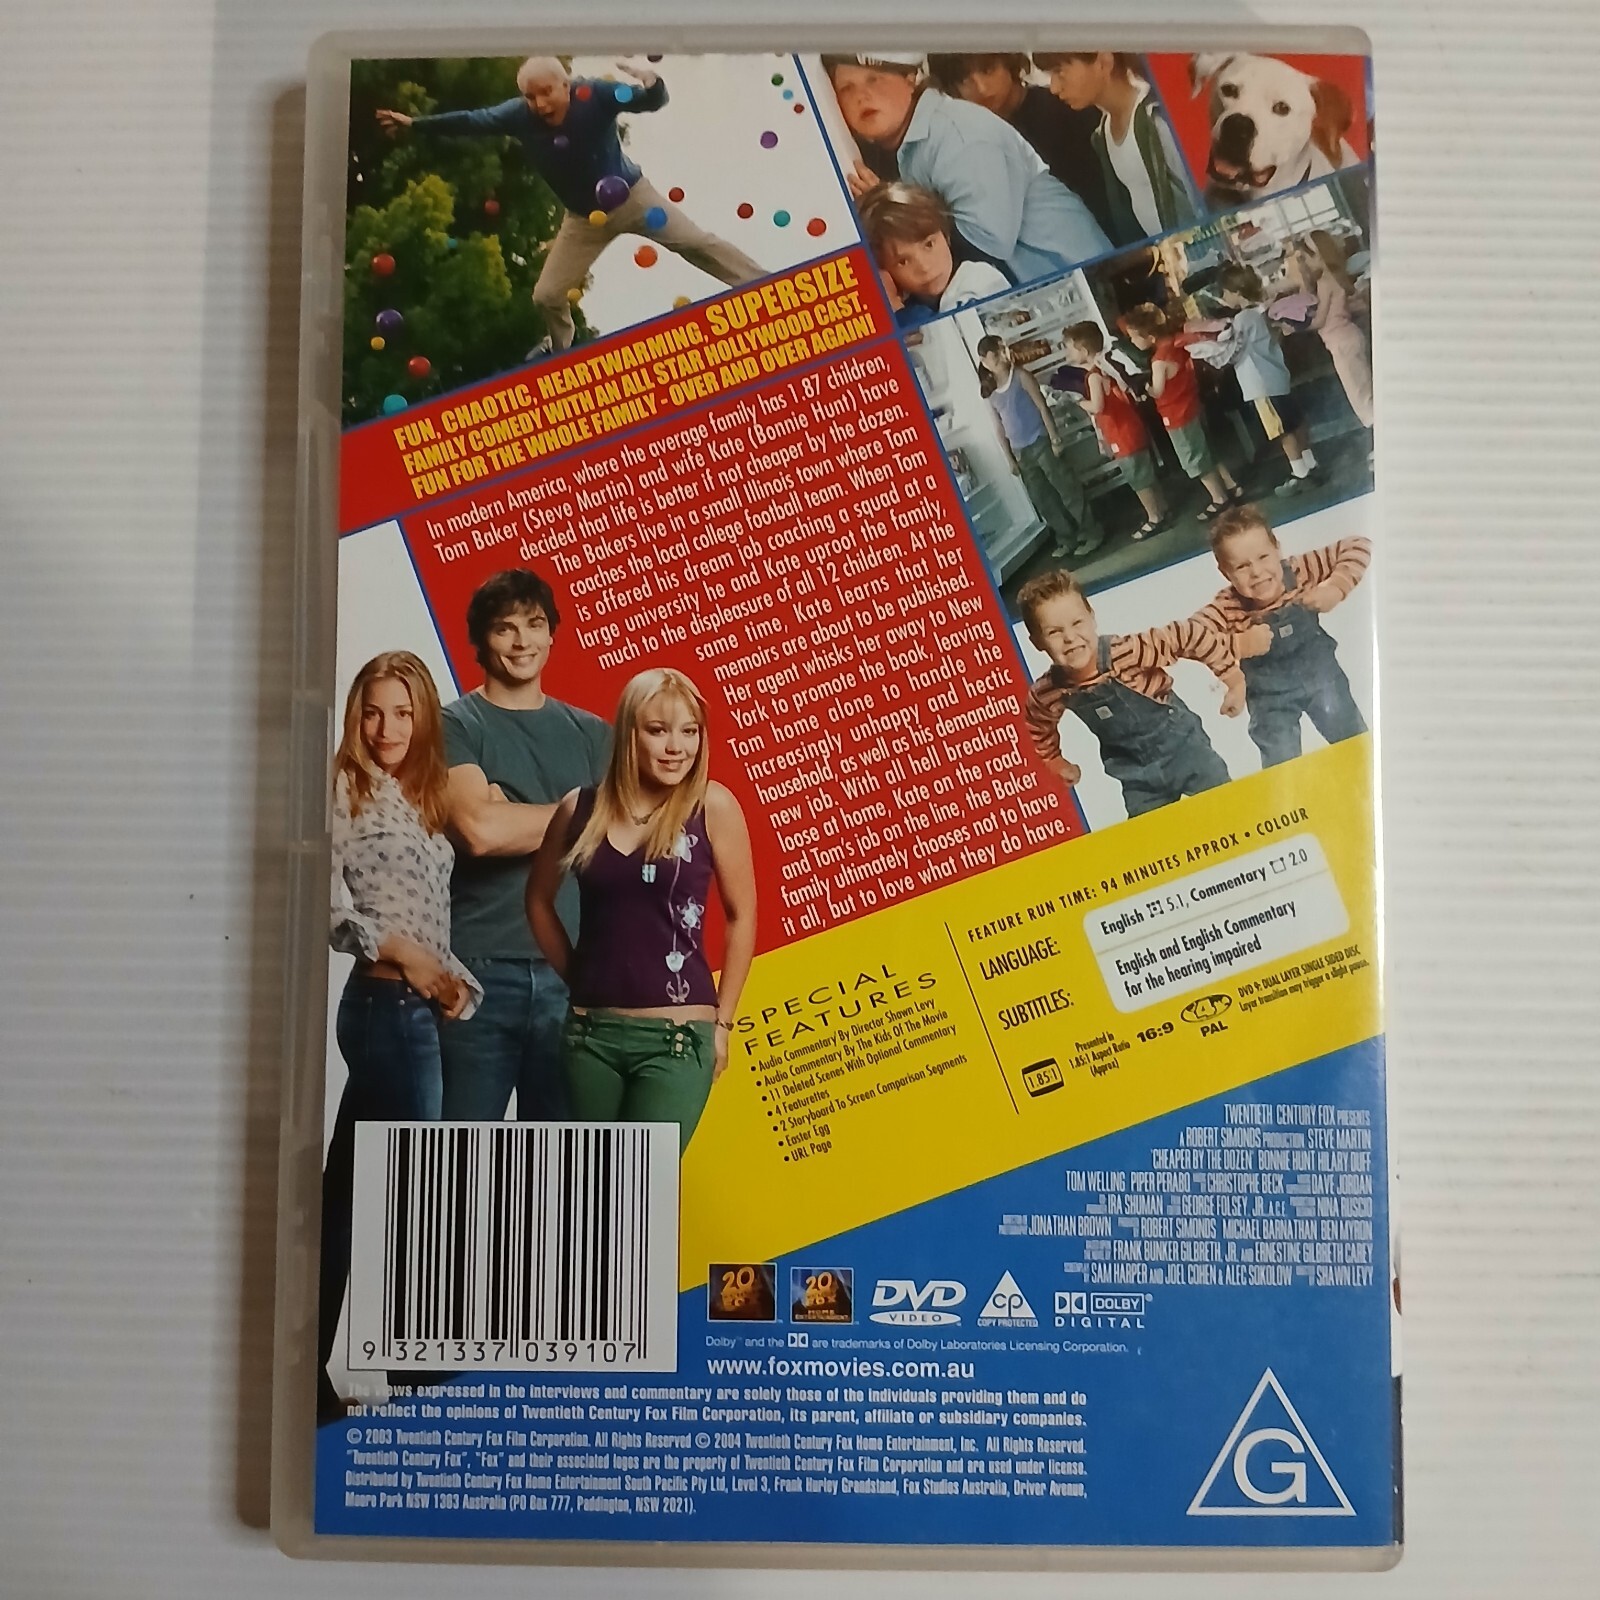 FUN, CHAOTIC, HEARTWARMING, SUPERSIZE
FAMILY COMEDY WITH AN ALL STAR HOLLYWOOD CAST.
FUN FOR THE WHOLE FAMILY - OVER AND OVER AGAIN!
In modern America, where the average family has 1.87 children,
Tom Baker (Steve Martin) and wife Kate (Bonnie Hunt) have
decided that life is better if not cheaper by the dozen.
The Bakers live in a small Illinois town where Tom
coaches the local college football team. When Tom
is offered his dream job coaching a squad at a
large university he and Kate uproot the family,
much to the displeasure of all 12 children. At the
same time, Kate learns that her
memoirs are about to be published.
Her agent whisks her away to New
York to promote the book, leaving
Tom home alone to handle the
increasingly unhappy and hectic
household, as well as his demanding
new job. With all hell breaking
loose at home, Kate on the road,
and Tom's job on the line, the Baker
family ultimately chooses not to have
it all, but to love what they do have.
SPECIAL
FEATURES
• Audio Commentary By Director Shawn Levy
• Audio Commentary By The Kids Of The Movie
• 11 Deleted Scenes With Optional Commentary
• 4 Featurettes
• 2 Storyboard To Screen Comparison Segments
• Easter Egg
• URL Page
FEATURE RUN TIME: 94 MINUTES APPROX • COLOUR
LANGUAGE:
English 5.1, Commentary 2.0
SUBTITLES:
English and English Commentary
for the hearing impaired
1.85:1
Presented in
1.85:1 Aspect Ratio
(Approx)
16:9
4
PAL
DVD 9: DUAL LAYER SINGLE SIDED DISC
Layer transition may trigger a slight pause.
TWENTIETH CENTURY FOX PRESENTS
A ROBERT SIMONDS PRODUCTION STEVE MARTIN
'CHEAPER BY THE DOZEN' BONNIE HUNT HILARY DUFF
TOM WELLING PIPER PERABO CHRISTOPHE BECK DAVE JORDAN
IRA SHUMAN GEORGE FOLSEY, JR., A.C.E. NINA RUSCIO
JONATHAN BROWN ROBERT SIMONDS MICHAEL BARNATHAN BEN MYRON
FRANK BUNKER GILBRETH, JR. AND ERNESTINE GILBRETH CAREY
SAM HARPER AND JOEL COHEN & ALEC SOKOLOW SHAWN LEVY
9 321337 039107
20
20
FOX
HOME
ENTERTAINMENT
DVD
VIDEO
cp
COPY PROTECTED
DOLBY
DIGITAL
Dolby and the are trademarks of Dolby Laboratories Licensing Corporation.
www.foxmovies.com.au
The views expressed in the interviews and commentary are solely those of the individuals providing them and do
not reflect the opinions of Twentieth Century Fox Film Corporation, its parent, affiliate or subsidiary companies.
© 2003 Twentieth Century Fox Film Corporation. All Rights Reserved © 2004 Twentieth Century Fox Home Entertainment, Inc. All Rights Reserved.
"Twentieth Century Fox", "Fox" and their associated logos are the property of Twentieth Century Fox Film Corporation and are used under license.
Distributed by Twentieth Century Fox Home Entertainment South Pacific Pty Ltd, Level 3, Frank Hurley Grandstand, Fox Studios Australia, Driver Avenue,
Moore Park NSW 1363 Australia (PO Box 777, Paddington, NSW 2021).
G